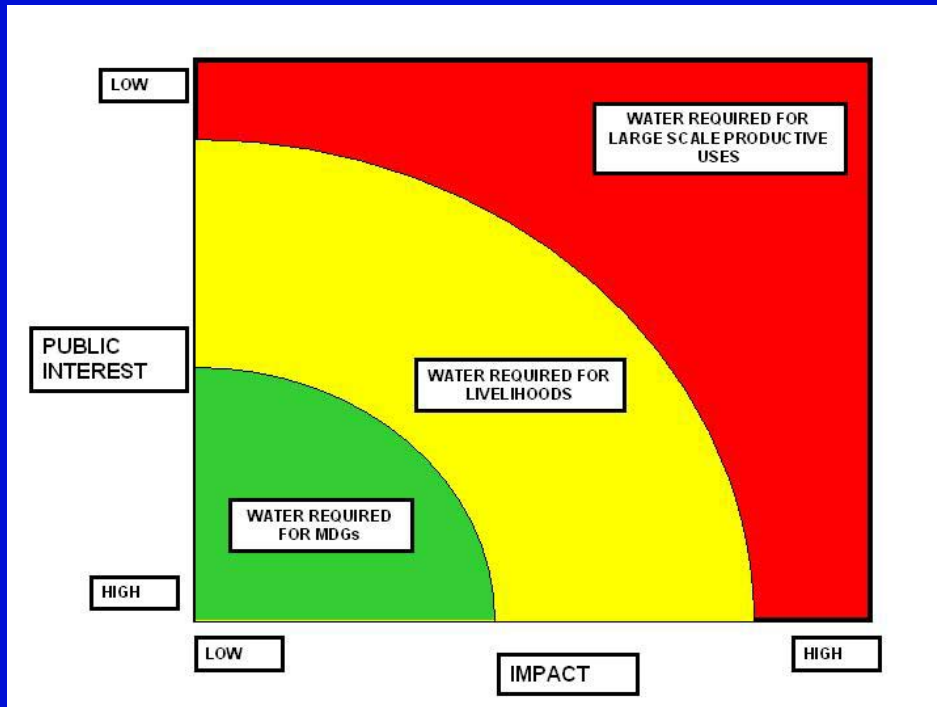 LOW
WATER REQUIRED FOR
LARGE SCALE PRODUCTIVE
USES
PUBLIC
INTEREST
WATER REQUIRED FOR
LIVELIHOODS
WATER REQUIRED
FOR MDGs
HIGH
LOW
IMPACT
HIGH